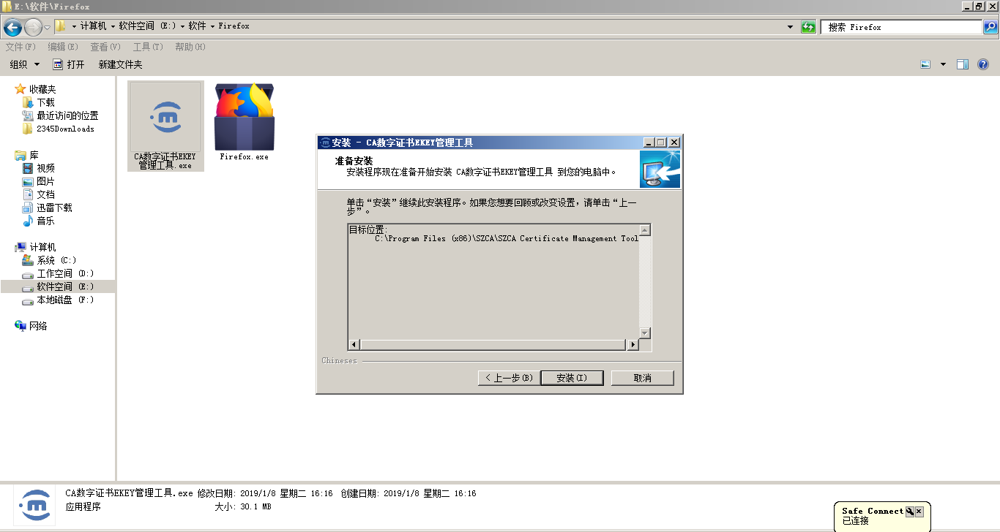 E:\软件\Firefox
计算机 软件空间 (E:) 软件 Firefox
搜索 Firefox
文件(F) 编辑(E) 查看(V) 工具(T) 帮助(H)
组织 打开 新建文件夹
收藏夹
下载
最近访问的位置
2345Downloads
库
视频
图片
文档
迅雷下载
音乐
计算机
系统 (C:)
工作空间 (D:)
软件空间 (E:)
本地磁盘 (F:)
网络
CA数字证书EKEY
管理工具.exe
Firefox.exe
安装 - CA数字证书EKEY管理工具
准备安装
安装程序现在准备开始安装 CA数字证书EKEY管理工具 到您的电脑中。
单击“安装”继续此安装程序。如果您想要回顾或改变设置,请单击“上一
步”。
目标位置:
C:\Program Files (x86)\SZCA\SZCA Certificate Management Tool
Chineses
< 上一步(B) 安装(I) 取消
CA数字证书EKEY管理工具.exe 修改日期: 2019/1/8 星期二 16:16 创建日期: 2019/1/8 星期二 16:16
应用程序 大小: 30.1 MB
Safe Connect
已连接